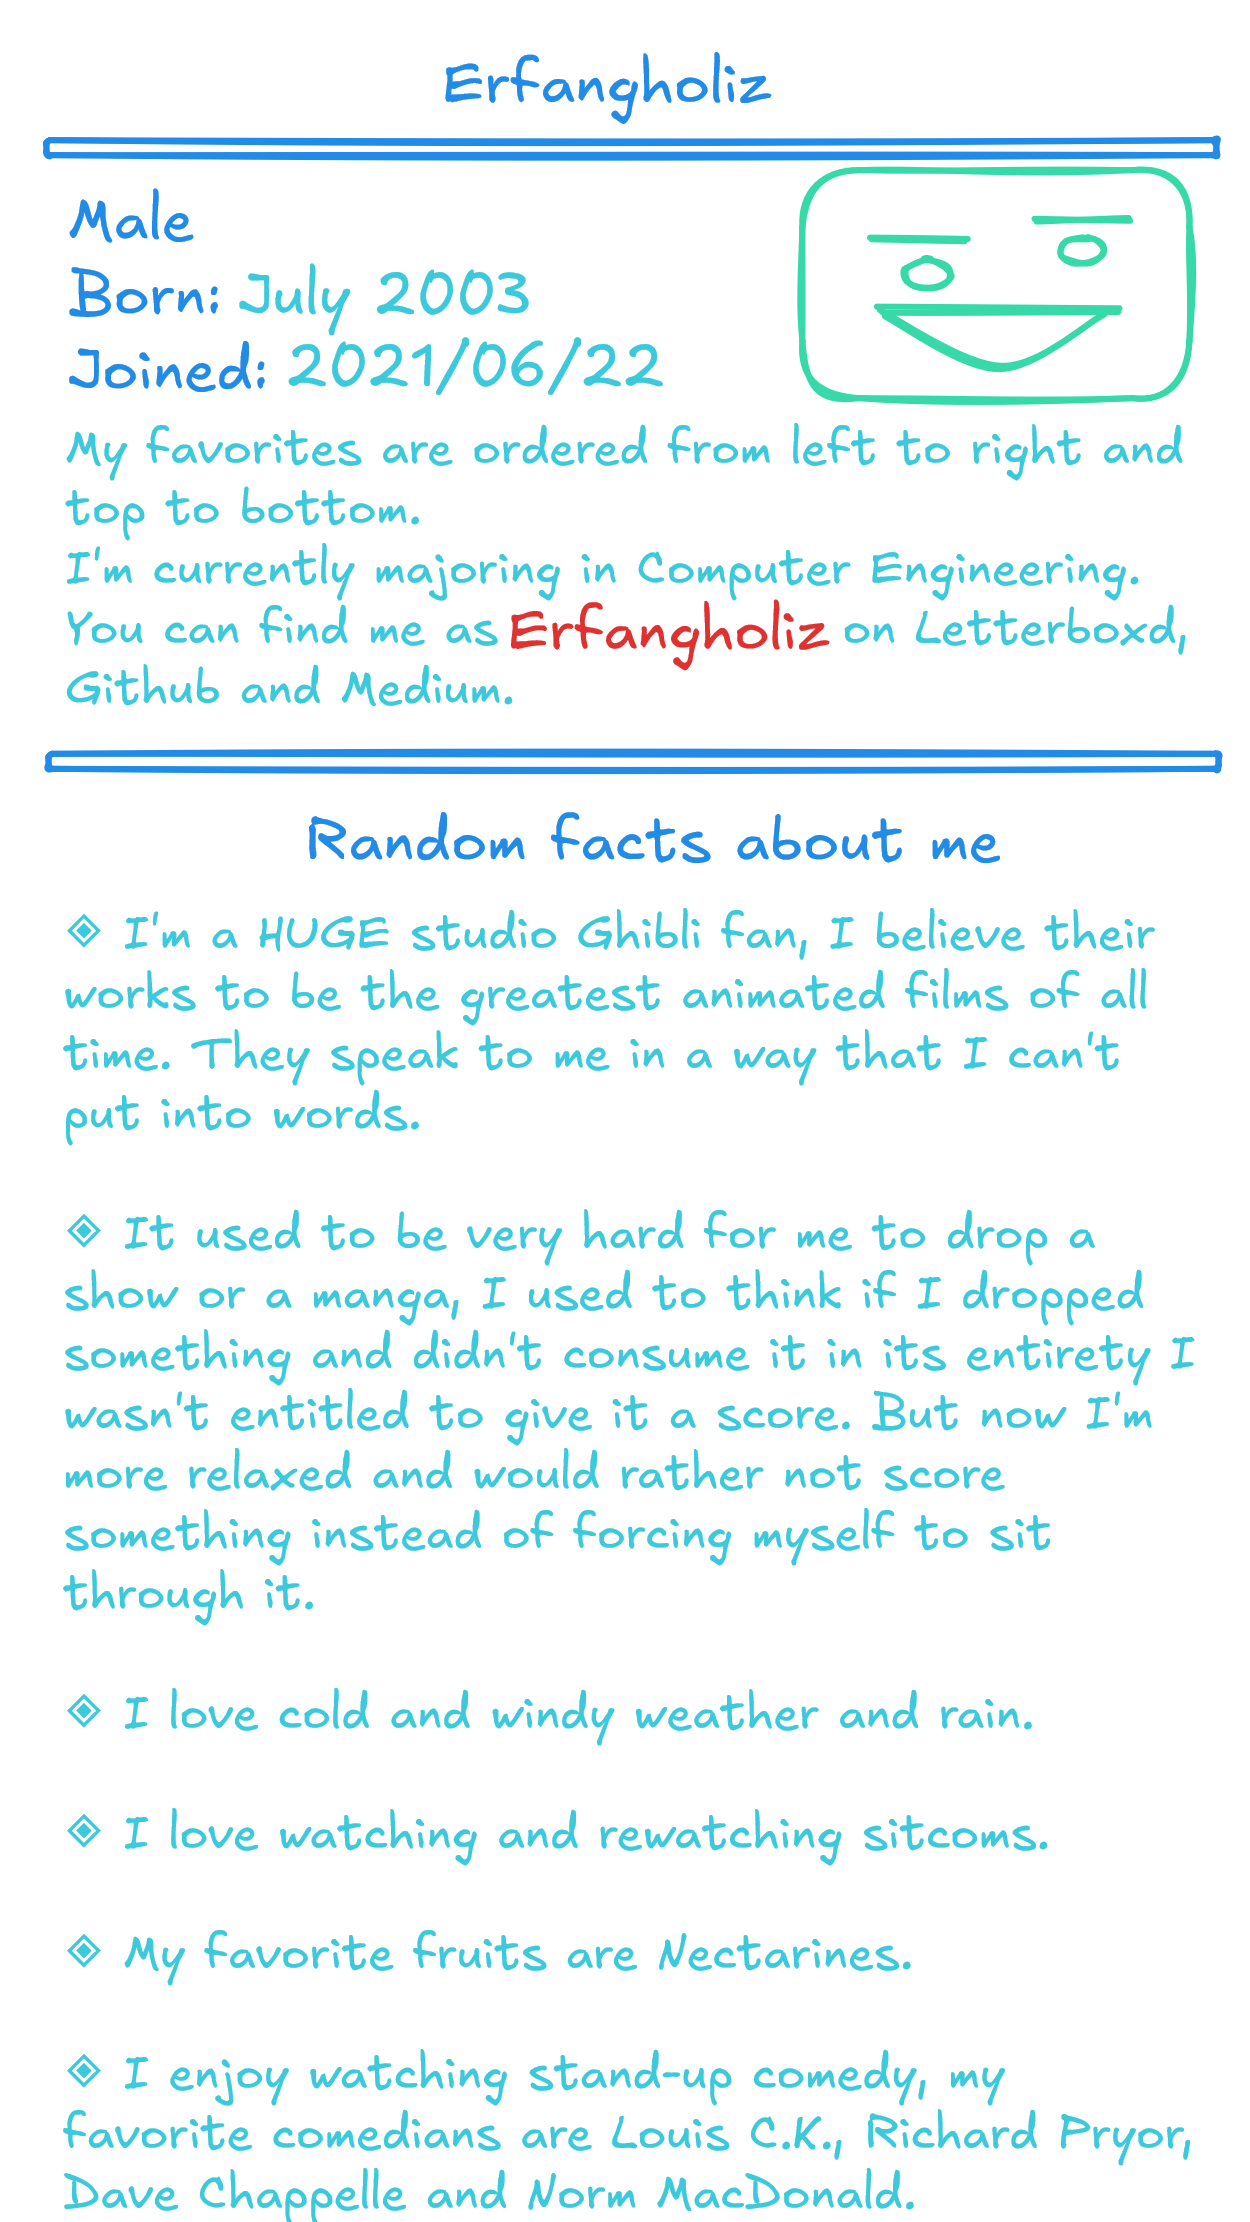 Erfangholiz
Male
Born: July 2003
Joined: 2021/06/22
My favorites are ordered from left to right and
top to bottom.
I'm currently majoring in Computer Engineering.
You can find me as Erfangholiz on Letterboxd,
Github and Medium.
Random facts about me
◈ I'm a HUGE studio Ghibli fan, I believe their
works to be the greatest animated films of all
time. They speak to me in a way that I can't
put into words.
◈ It used to be very hard for me to drop a
show or a manga, I used to think if I dropped
something and didn't consume it in its entirety I
wasn't entitled to give it a score. But now I'm
more relaxed and would rather not score
something instead of forcing myself to sit
through it.
◈ I love cold and windy weather and rain.
◈ I love watching and rewatching sitcoms.
◈ My favorite fruits are Nectarines.
◈ I enjoy watching stand-up comedy, my
favorite comedians are Louis C.K., Richard Pryor,
Dave Chappelle and Norm MacDonald.